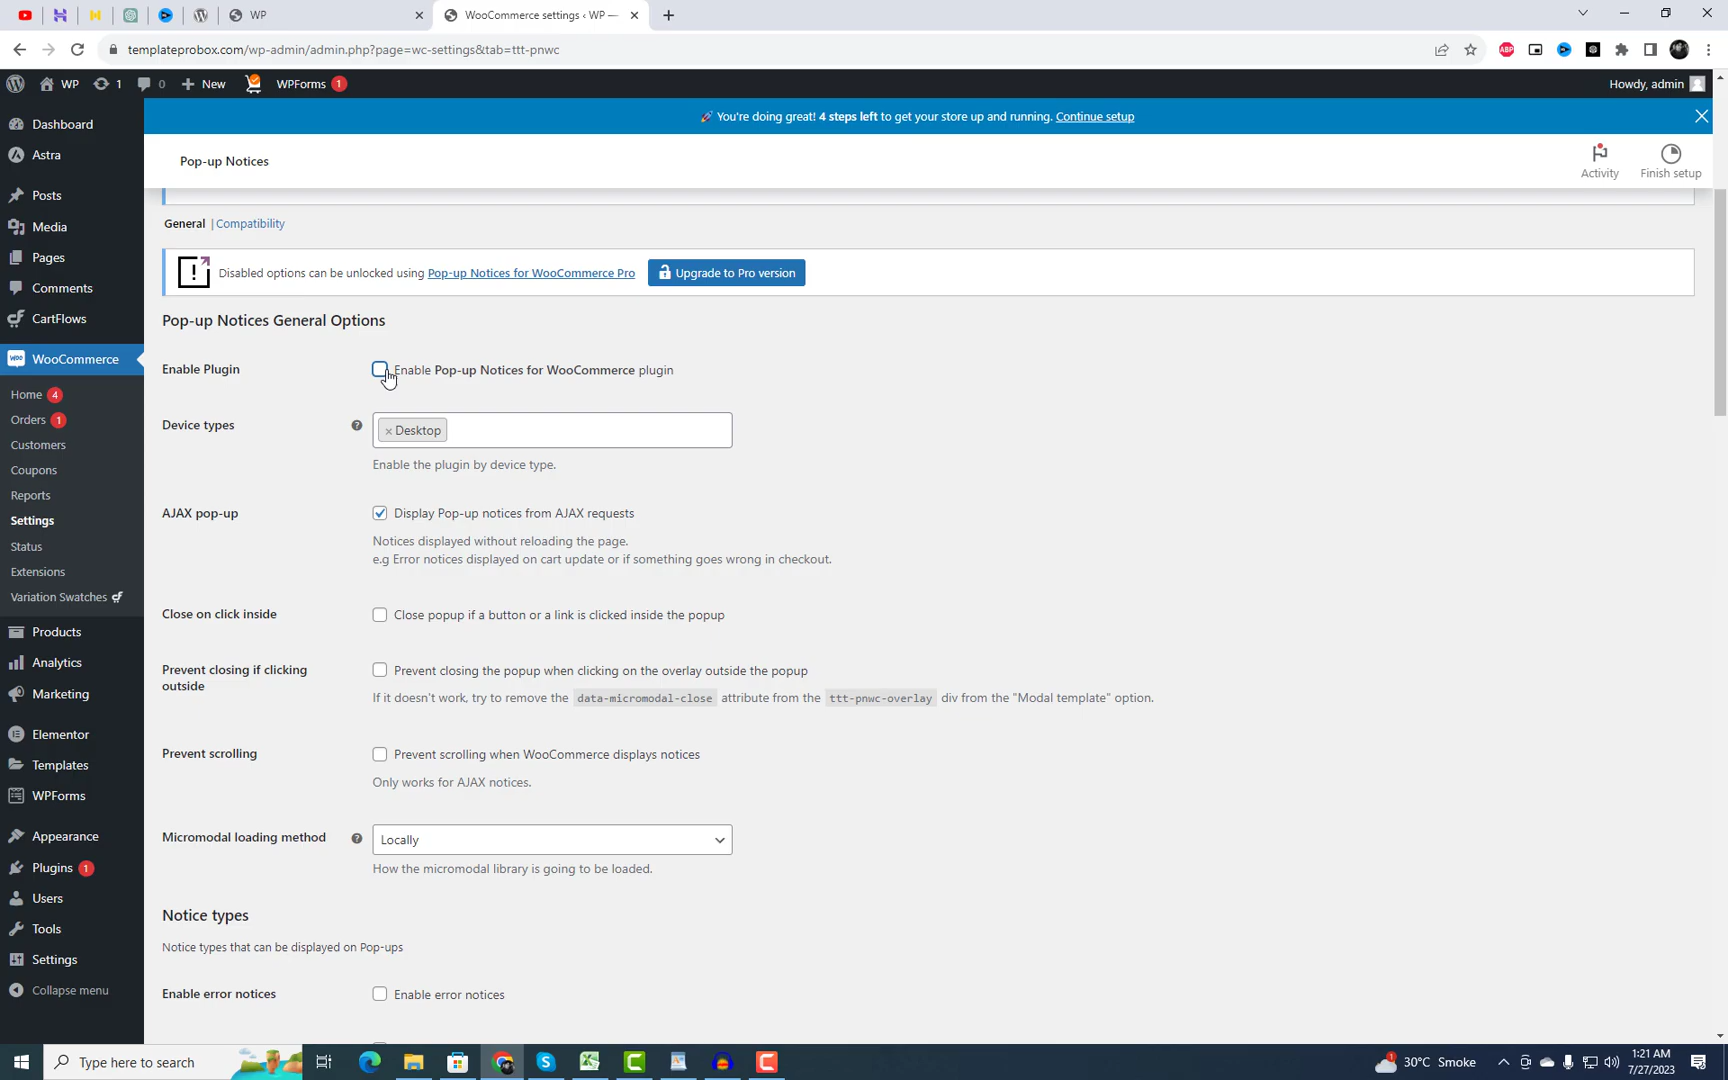 WP
WooCommerce settings ‹ WP —
templateprobox.com/wp-admin/admin.php?page=wc-settings&tab=ttt-pnwc
ABP
WP 1 0 New WPForms 1
Howdy, admin
🚀 You're doing great! 4 steps left to get your store up and running. Continue setup
Pop-up Notices
Activity
Finish setup
Dashboard
Astra
Posts
Media
Pages
Comments
CartFlows
WooCommerce
Home 4
Orders 1
Customers
Coupons
Reports
Settings
Status
Extensions
Variation Swatches
Products
Analytics
Marketing
Elementor
Templates
WPForms
Appearance
Plugins 1
Users
Tools
Settings
Collapse menu
General | Compatibility
Disabled options can be unlocked using Pop-up Notices for WooCommerce Pro Upgrade to Pro version
Pop-up Notices General Options
Enable Plugin
Enable Pop-up Notices for WooCommerce plugin
Device types
× Desktop
Enable the plugin by device type.
AJAX pop-up
Display Pop-up notices from AJAX requests
Notices displayed without reloading the page.
e.g Error notices displayed on cart update or if something goes wrong in checkout.
Close on click inside
Close popup if a button or a link is clicked inside the popup
Prevent closing if clicking
outside
Prevent closing the popup when clicking on the overlay outside the popup
If it doesn't work, try to remove the data-micromodal-close attribute from the ttt-pnwc-overlay div from the "Modal template" option.
Prevent scrolling
Prevent scrolling when WooCommerce displays notices
Only works for AJAX notices.
Micromodal loading method
Locally
How the micromodal library is going to be loaded.
Notice types
Notice types that can be displayed on Pop-ups
Enable error notices
Enable error notices
Type here to search
30°C Smoke
1:21 AM
7/27/2023